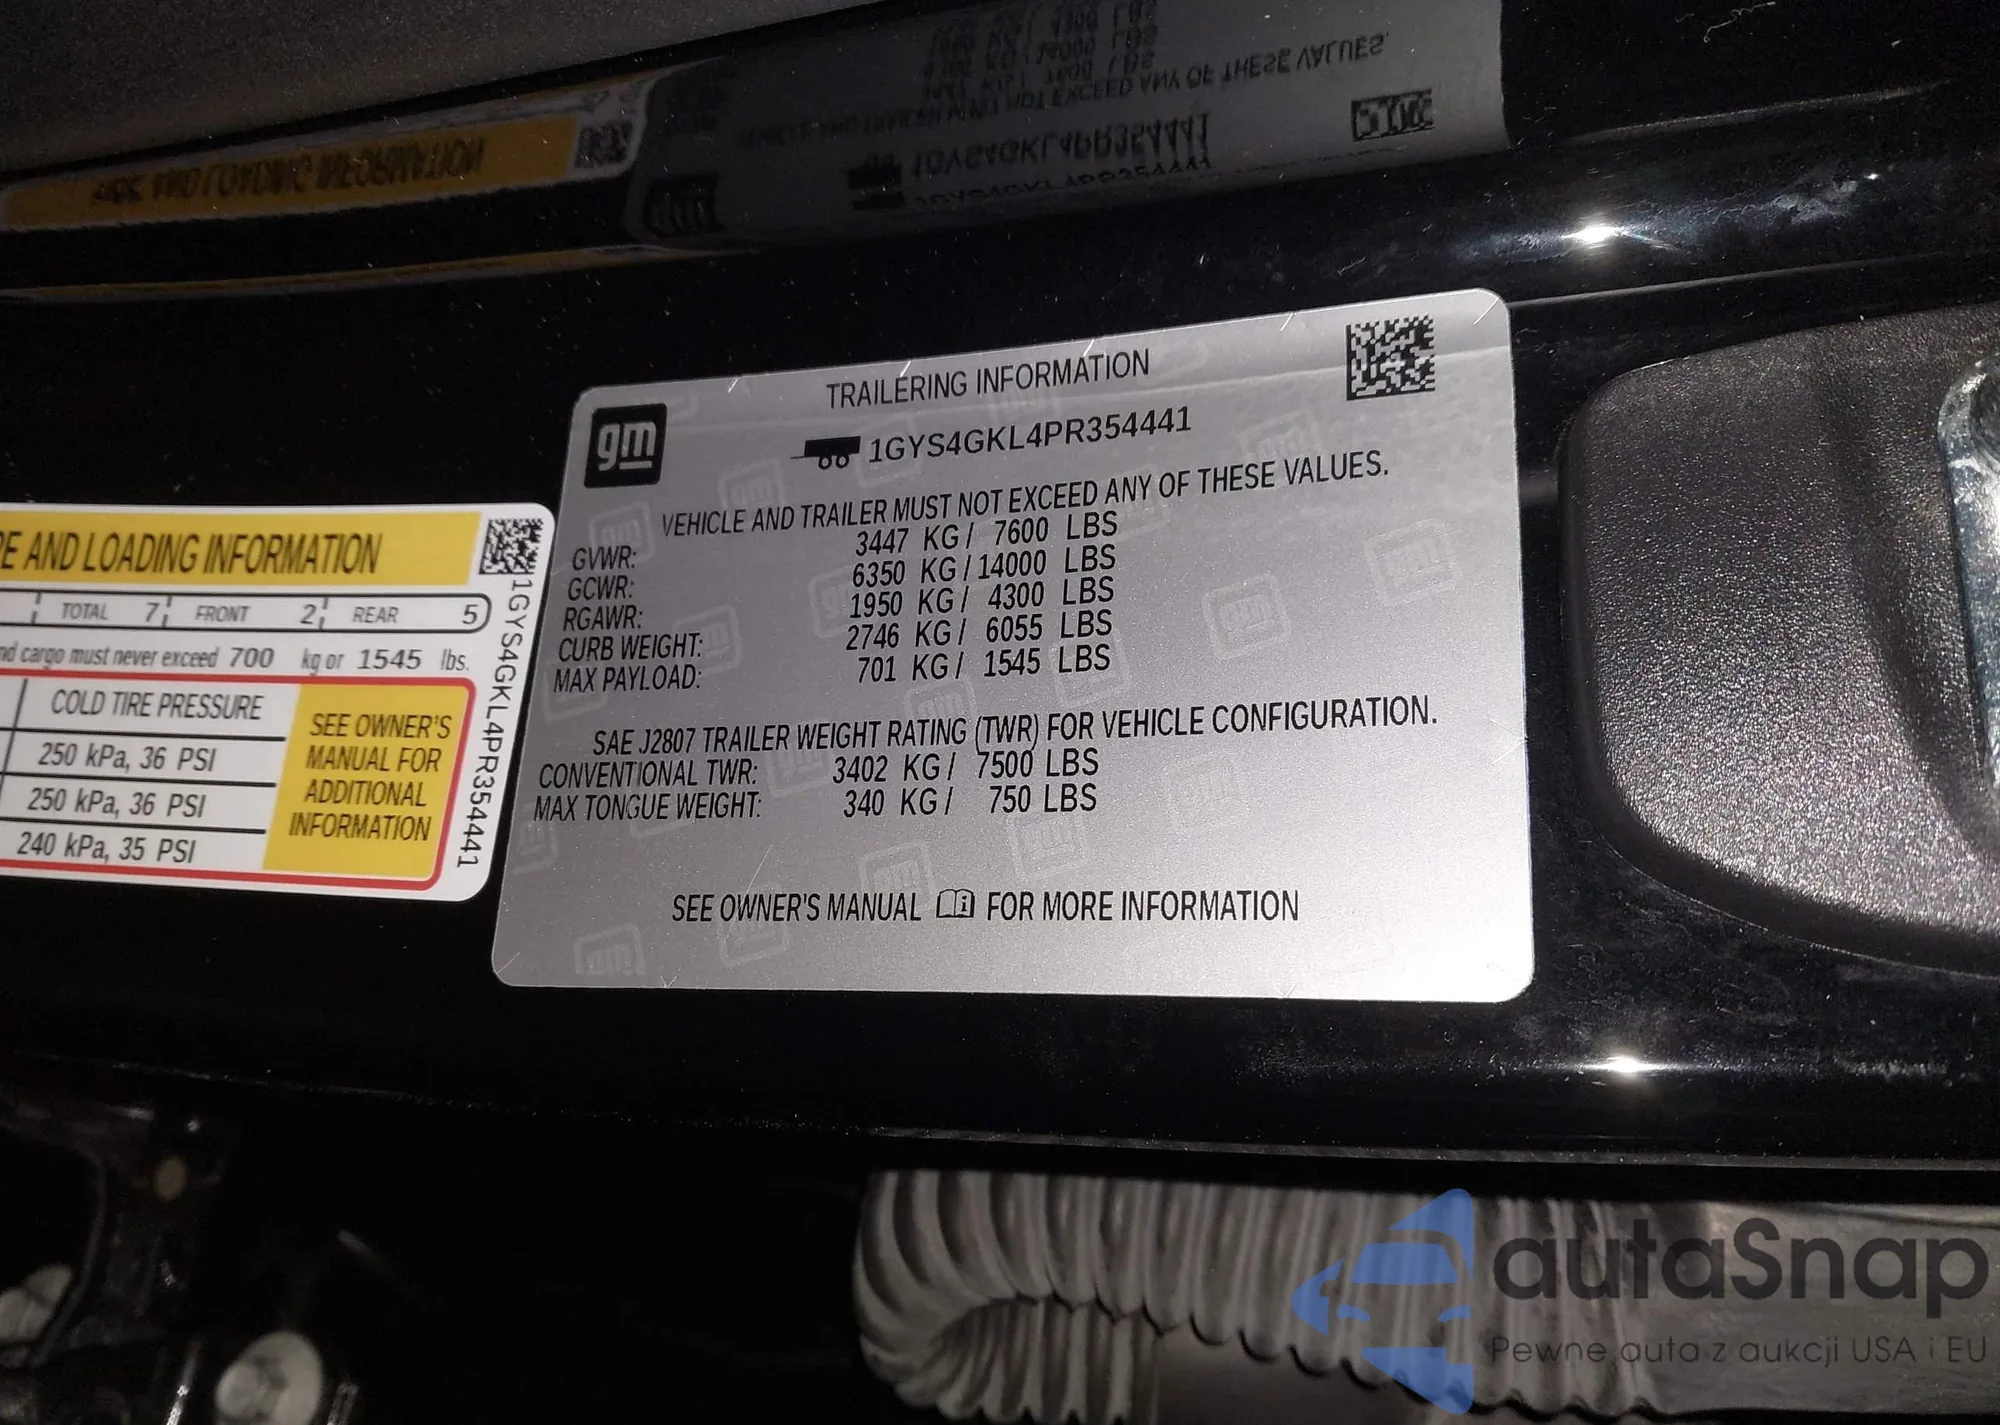 TRAILERING INFORMATION
gm
1GYS4GKL4PR354441
VEHICLE AND TRAILER MUST NOT EXCEED ANY OF THESE VALUES.
GVWR: 3447 KG / 7600 LBS
GCWR: 6350 KG / 14000 LBS
RGAWR: 1950 KG / 4300 LBS
CURB WEIGHT: 2746 KG / 6055 LBS
MAX PAYLOAD: 701 KG / 1545 LBS
SAE J2807 TRAILER WEIGHT RATING (TWR) FOR VEHICLE CONFIGURATION.
CONVENTIONAL TWR: 3402 KG / 7500 LBS
MAX TONGUE WEIGHT: 340 KG / 750 LBS
SEE OWNER'S MANUAL FOR MORE INFORMATION
AND LOADING INFORMATION
TOTAL 7 FRONT 2 REAR 5
cargo must never exceed 700 kg or 1545 lbs.
COLD TIRE PRESSURE
250 kPa, 36 PSI
250 kPa, 36 PSI
240 kPa, 35 PSI
SEE OWNER'S
MANUAL FOR
ADDITIONAL
INFORMATION
1GYS4GKL4PR354441
autaSnap
Pewne auta z aukcji USA i EU